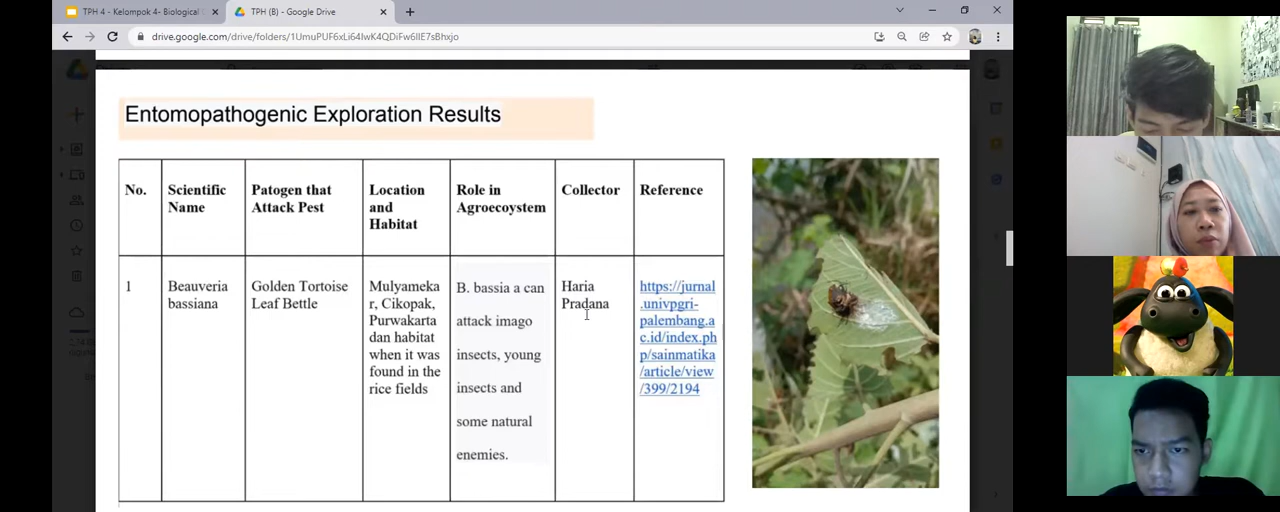 TPH 4 - Kelompok 4- Biological
TPH (B) - Google Drive
drive.google.com/drive/folders/1UmuPUF6xLi64IwK4QDiFw6IIE7sBhxjo
Entomopathogenic Exploration Results
No.
Scientific
Name
Patogen that
Attack Pest
Location
and
Habitat
Role in
Agroecoystem
Collector
Reference
1
Beauveria
bassiana
Golden Tortoise
Leaf Bettle
Mulyameka
r, Cikopak,
Purwakarta
dan habitat
when it was
found in the
rice fields
B. bassia a can
attack imago
insects, young
insects and
some natural
enemies.
Haria
Pradana
https://jurnal
.univpgri-
palembang.a
c.id/index.ph
p/sainmatika
/article/view
/399/2194